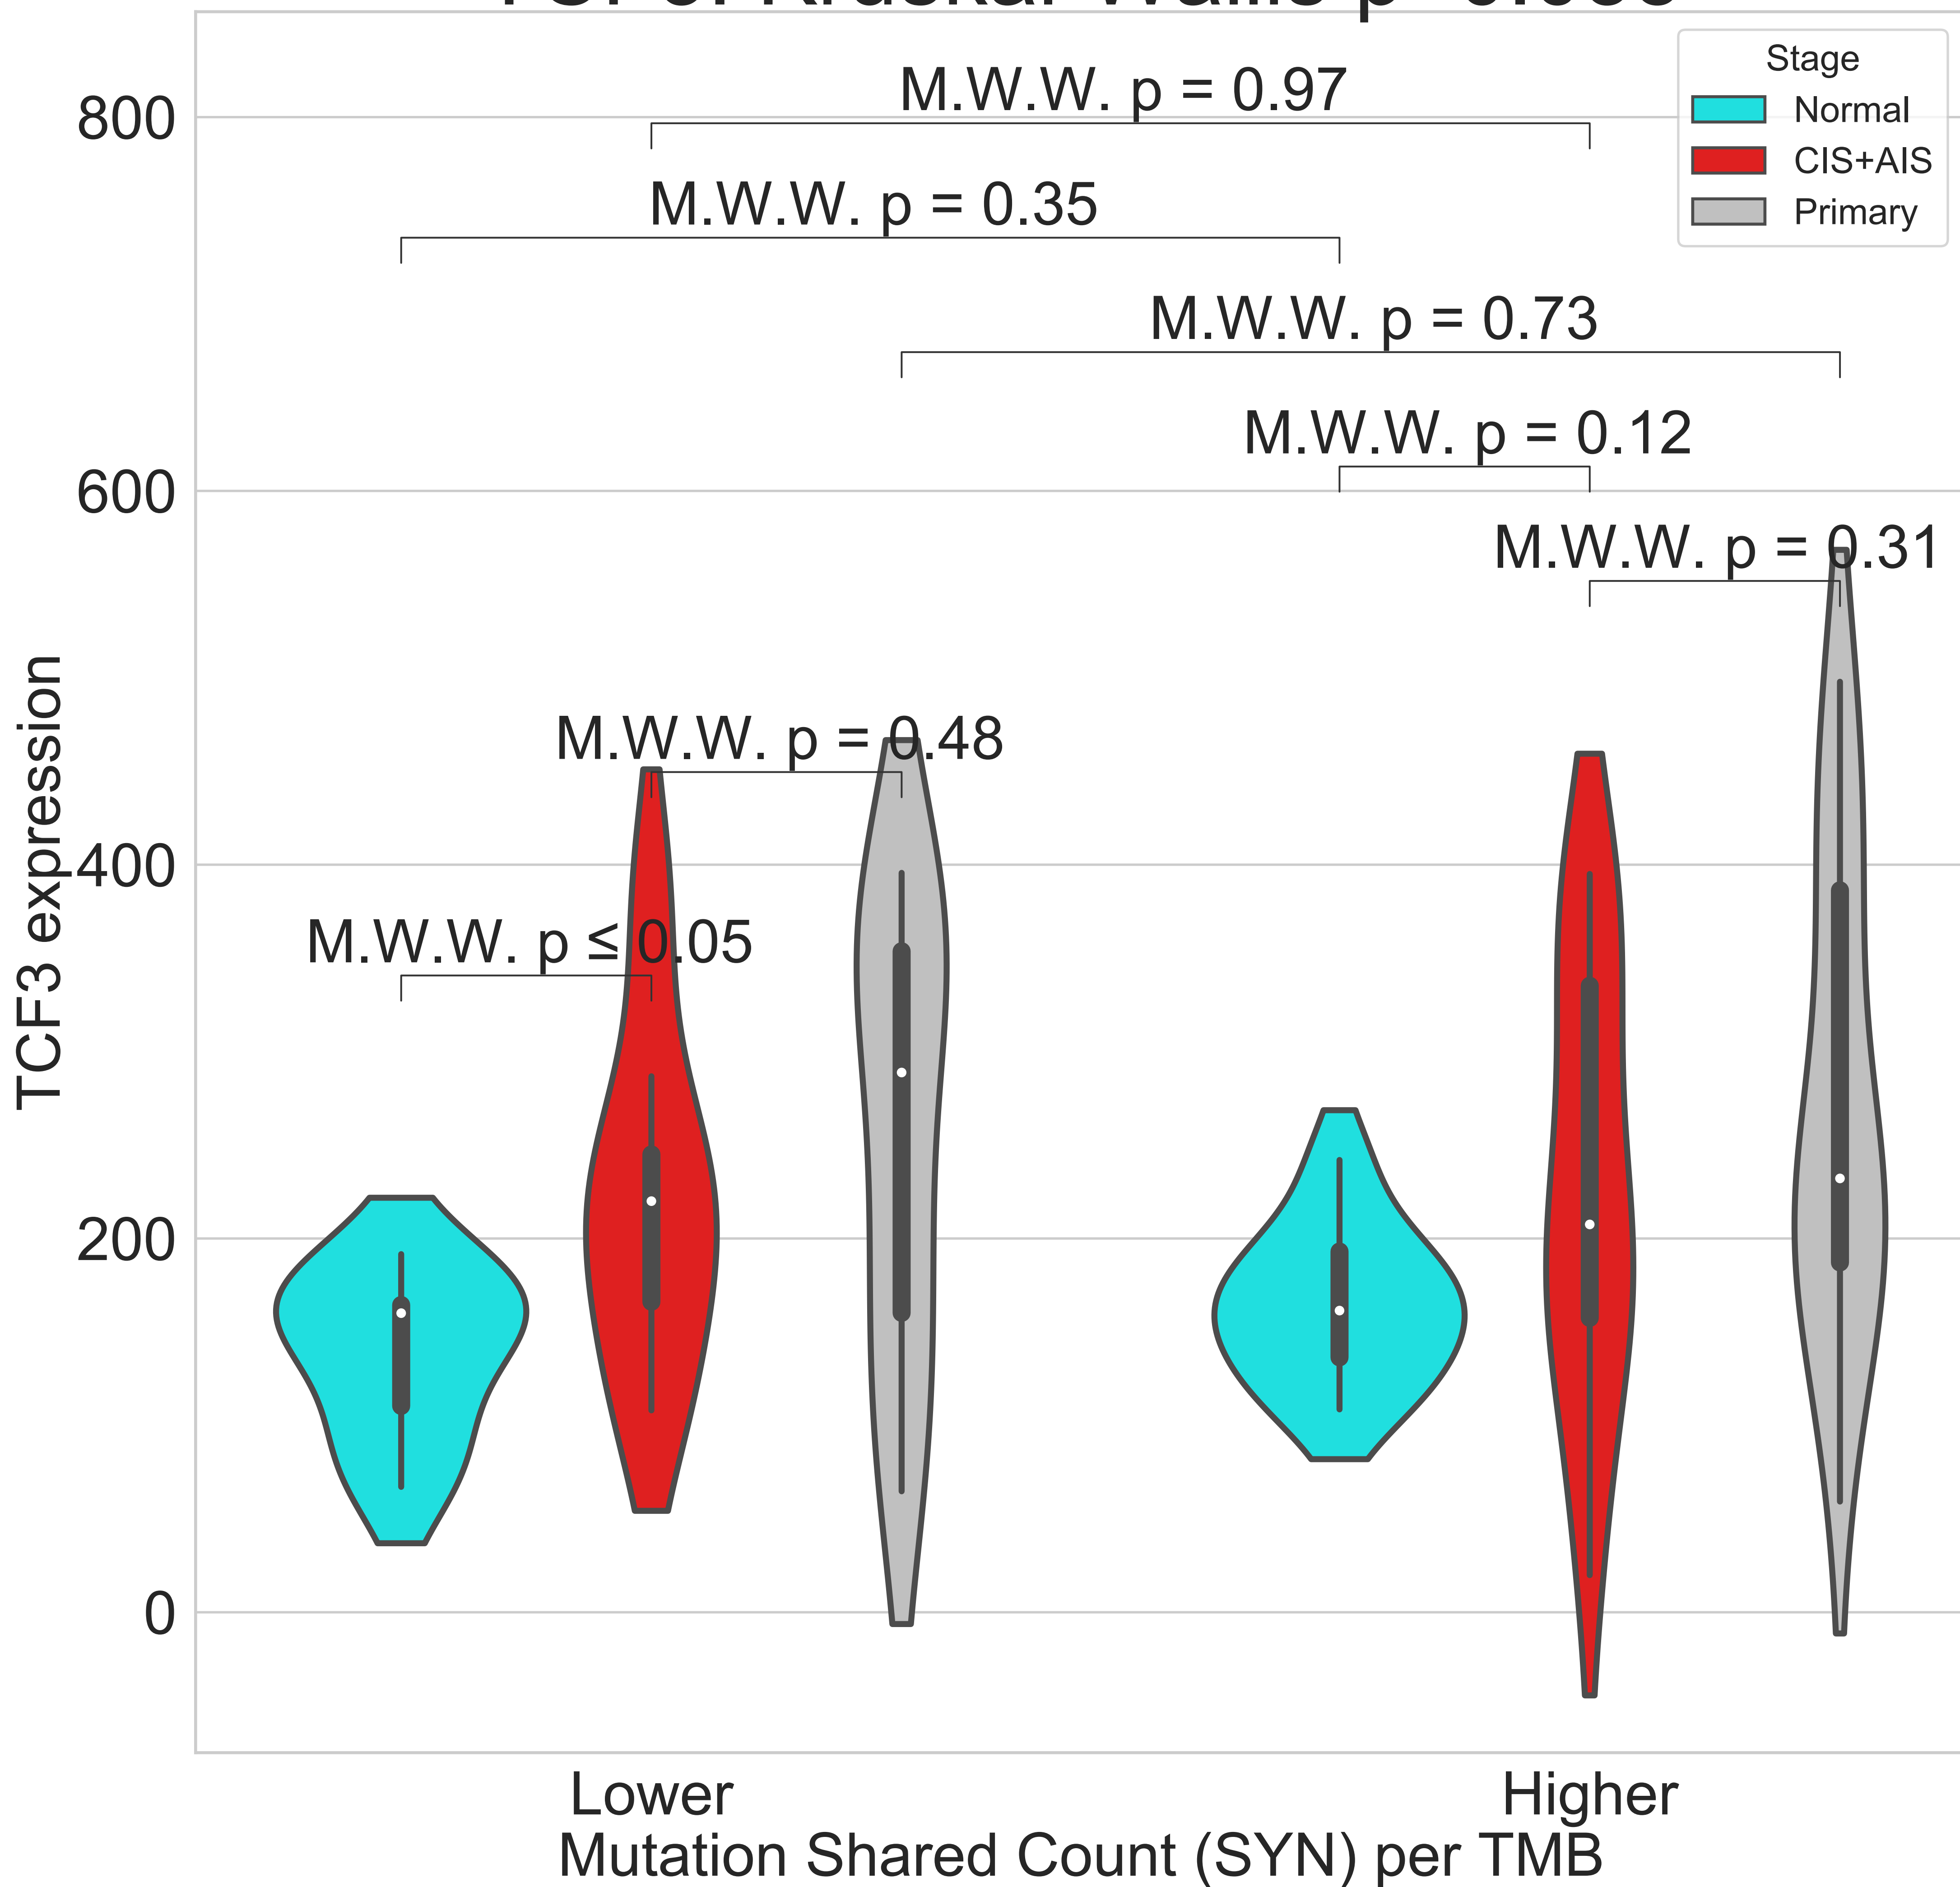 Stage
Normal
CIS+AIS
Primary
M.W.W. p = 0.97
M.W.W. p = 0.35
M.W.W. p = 0.73
M.W.W. p = 0.12
M.W.W. p = 0.31
M.W.W. p = 0.48
M.W.W. p ≤ 0.05
800
600
400
200
0
TCF3 expression
Lower
Higher
Mutation Shared Count (SYN) per TMB